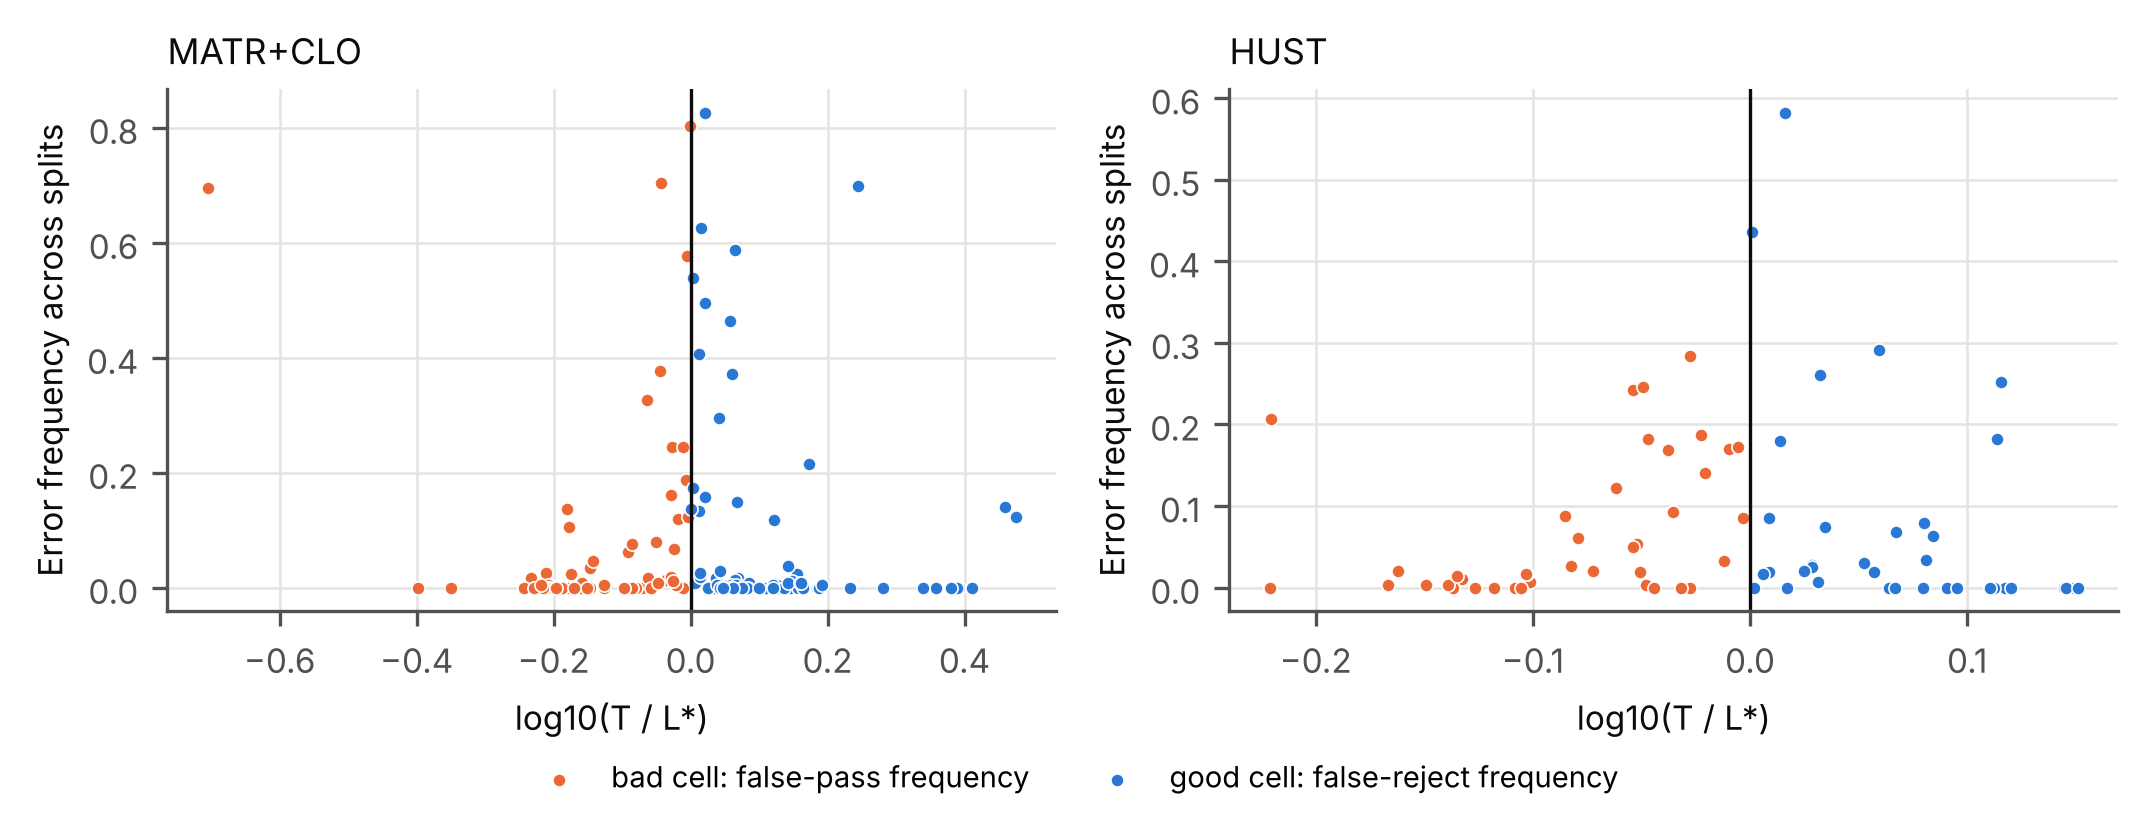 MATR+CLO
Error frequency across splits
0.8
0.6
0.4
0.2
0.0
−0.6
−0.4
−0.2
0.0
0.2
0.4
log10(T / L*)
HUST
Error frequency across splits
0.6
0.5
0.4
0.3
0.2
0.1
0.0
−0.2
−0.1
0.0
0.1
log10(T / L*)
bad cell: false-pass frequency
good cell: false-reject frequency